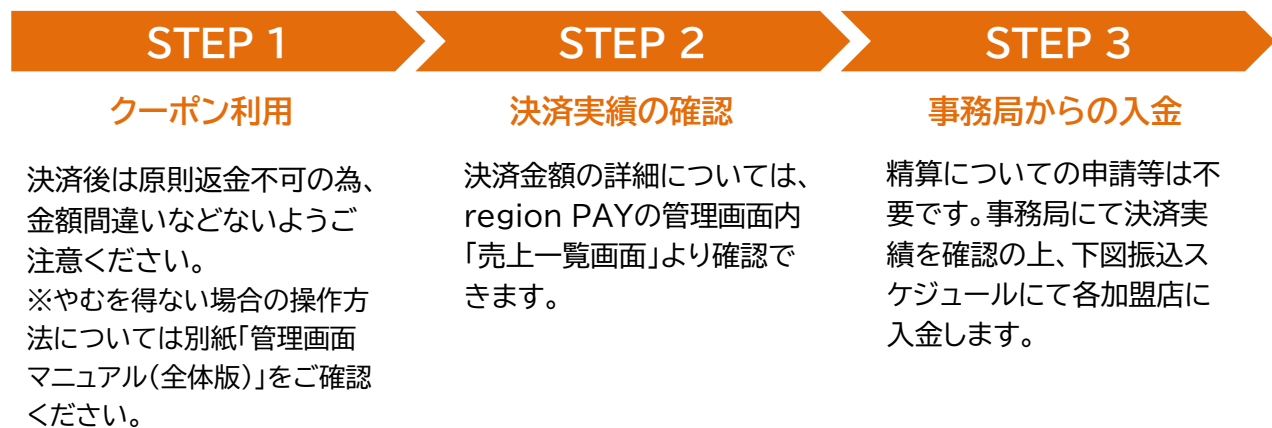 STEP 1
クーポン利用
決済後は原則返金不可の為、
金額間違いなどないようご
注意ください。
※やむを得ない場合の操作方
法については別紙「管理画面
マニュアル(全体版)」をご確認
ください。
STEP 2
決済実績の確認
決済金額の詳細については、
region PAYの管理画面内
「売上一覧画面」より確認で
きます。
STEP 3
事務局からの入金
精算についての申請等は不
要です。事務局にて決済実
績を確認の上、下図振込ス
ケジュールにて各加盟店に
入金します。